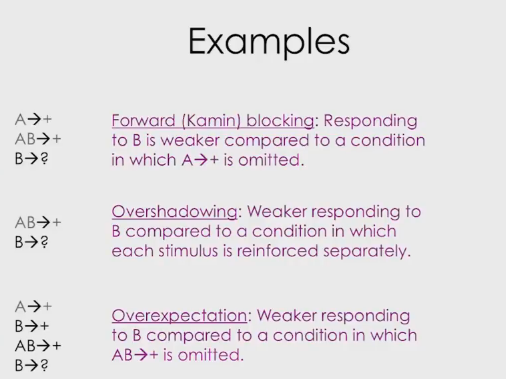 Examples
A→+
AB→+
B→?
Forward (Kamin) blocking: Responding
to B is weaker compared to a condition
in which A→+ is omitted.
AB→+
B→?
Overshadowing: Weaker responding to
B compared to a condition in which
each stimulus is reinforced separately.
A→+
B→+
AB→+
B→?
Overexpectation: Weaker responding
to B compared to a condition in which
AB→+ is omitted.